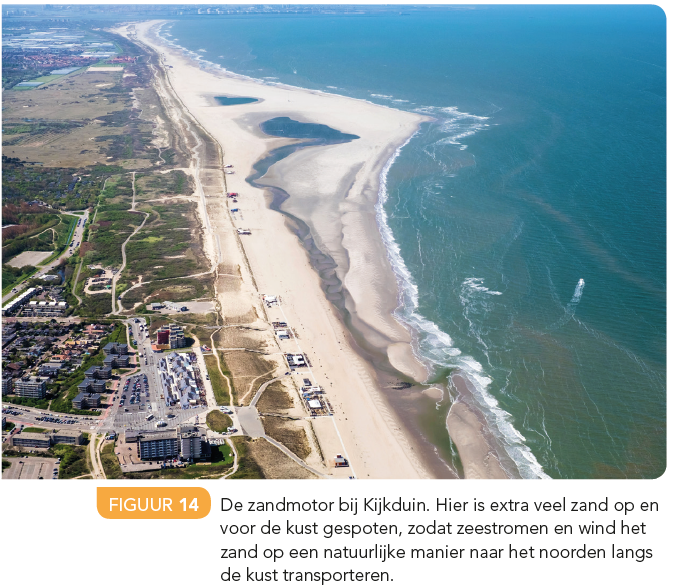 FIGUUR 14 De zandmotor bij Kijkduin. Hier is extra veel zand op en
voor de kust gespoten, zodat zeestromen en wind het
zand op een natuurlijke manier naar het noorden langs
de kust transporteren.